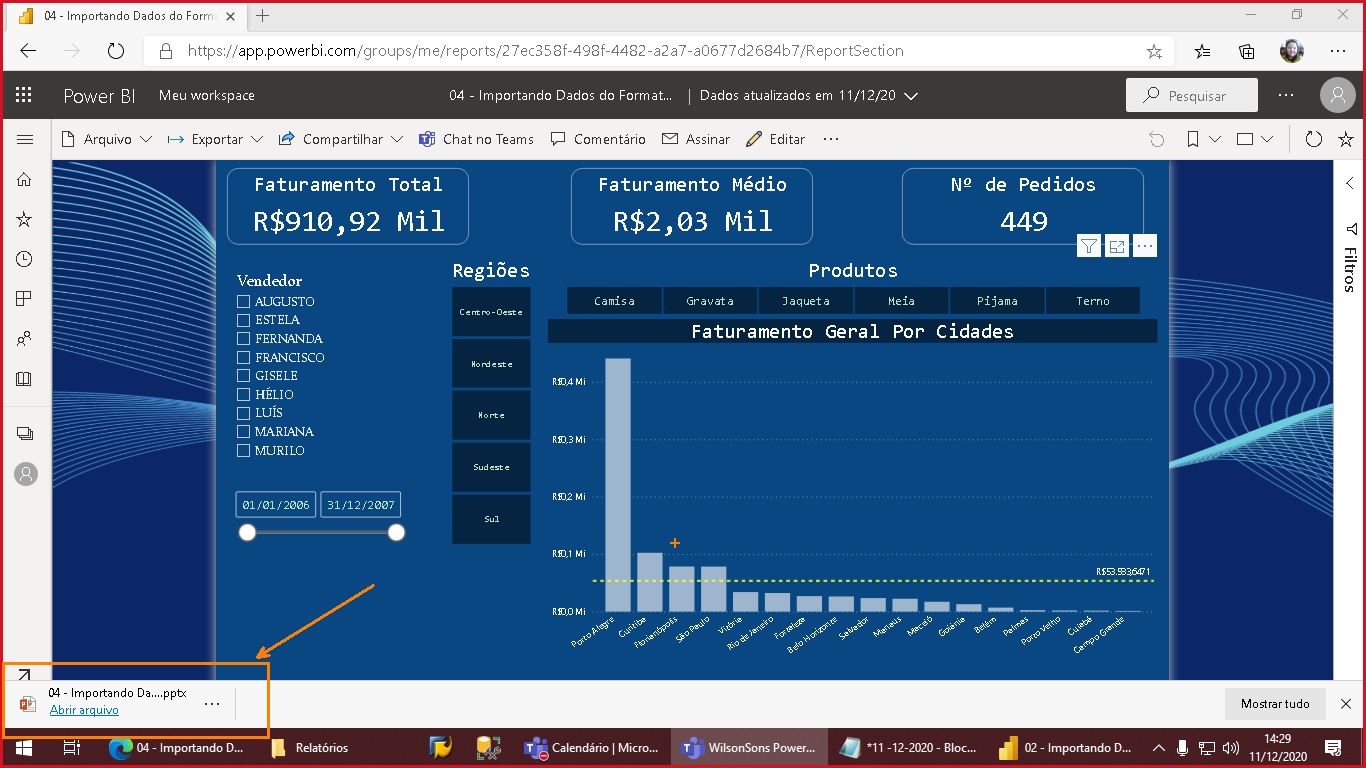 04 - Importando Dados do Forma
https://app.powerbi.com/groups/me/reports/27ec358f-498f-4482-a2a7-a0677d2684b7/ReportSection
Power BI Meu workspace 04 - Importando Dados do Format... | Dados atualizados em 11/12/20 Pesquisar
Arquivo Exportar Compartilhar Chat no Teams Comentário Assinar Editar
Faturamento Total
R$910,92 Mil
Faturamento Médio
R$2,03 Mil
Nº de Pedidos
449
Filtros
Vendedor
AUGUSTO
ESTELA
FERNANDA
FRANCISCO
GISELE
HÉLIO
LUÍS
MARIANA
MURILO
01/01/2006 31/12/2007
Regiões
Centro-Oeste
Nordeste
Norte
Sudeste
Sul
Produtos
Camisa Gravata Jaqueta Meia Pijama Terno
Faturamento Geral Por Cidades
R$0,4 Mi
R$0,3 Mi
R$0,2 Mi
R$0,1 Mi
R$0,0 Mi
R$53.583,6471
Porto Alegre
Curitiba
Florianópolis
São Paulo
Vitória
Rio de Janeiro
Fortaleza
Belo Horizonte
Salvador
Manaus
Maceió
Goiânia
Belém
Palmas
Porto Velho
Cuiabá
Campo Grande
04 - Importando Da....pptx
Abrir arquivo
Mostrar tudo
04 - Importando D... Relatórios Calendário | Micro... WilsonSons Power... *11 -12-2020 - Bloc... 02 - Importando D...
14:29
11/12/2020